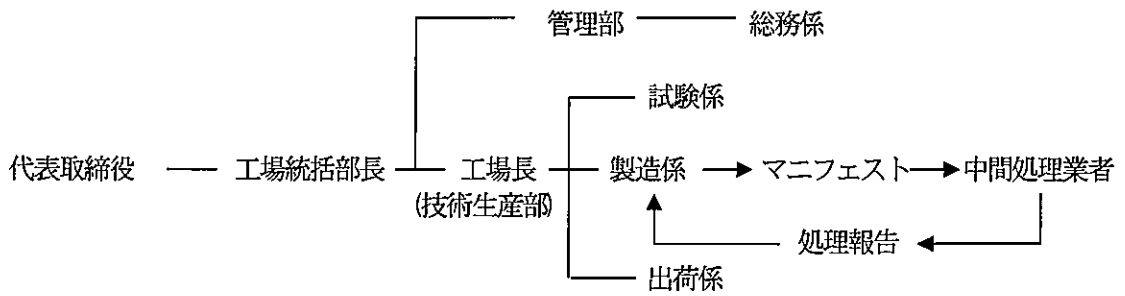 管理部 総務係
試験係
代表取締役 工場統括部長 工場長 製造係 マニフェスト 中間処理業者
(技術生産部)
処理報告
出荷係